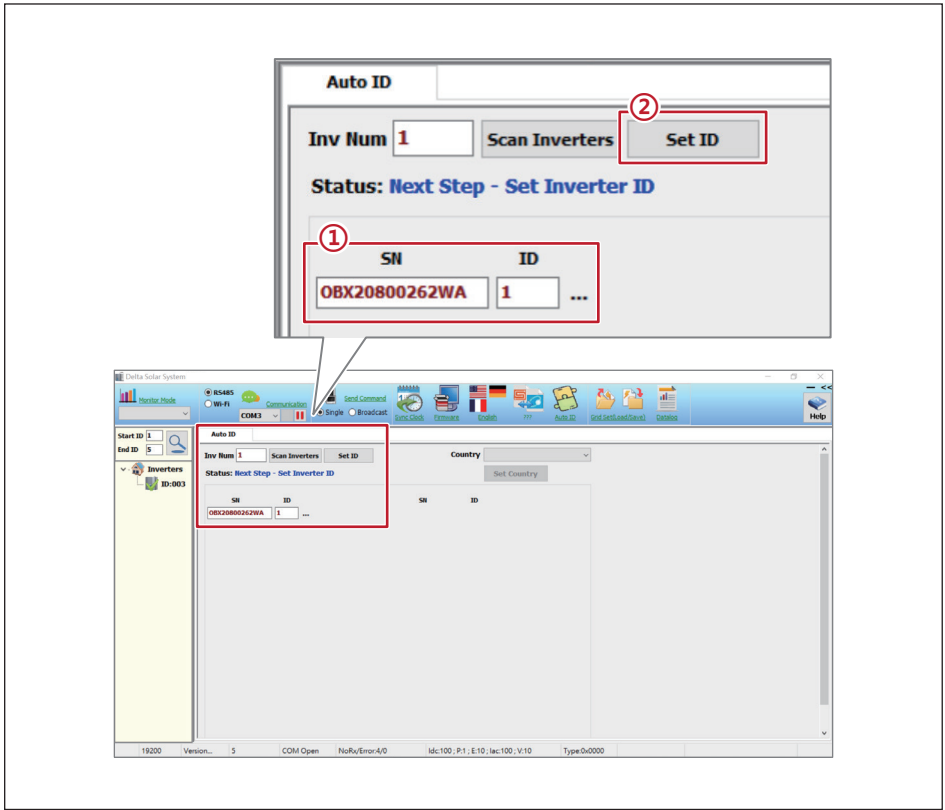 Auto ID
②
Inv Num 1 Scan Inverters Set ID
Status: Next Step - Set Inverter ID
①
SN ID
OBX20800262WA 1 ...
Delta Solar System
Monitor Mode
RS485
Wi-Fi
COM3
Communication
Send Command
Single Broadcast
Sync Clock
Firmware
English
???
Auto ID
Grid Set(Load/Save)
Datalog
<<
Help
Start ID 1
End ID 5
Inverters
ID:003
Auto ID
Inv Num 1 Scan Inverters Set ID Country
Status: Next Step - Set Inverter ID Set Country
SN ID SN ID
OBX20800262WA 1 ...
19200 Version... 5 COM Open NoRx/Error:4/0 Idc:100 ; P:1 ; E:10 ; Iac:100 ; V:10 Type:0x0000